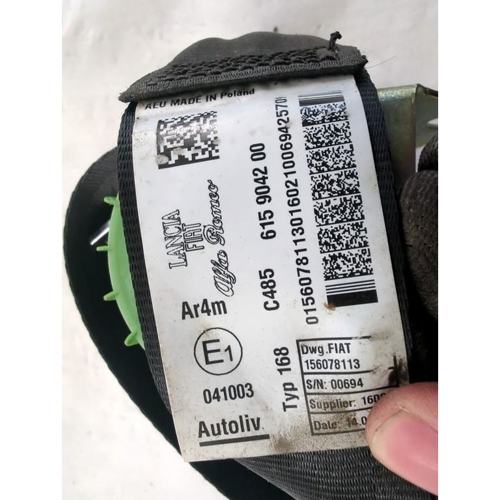 AEU MADE IN Poland
LANCIA
FIAT
Alfa Romeo
Ar4m
E1
041003
Autoliv
615 9042 00
C485
Typ 168
Dwg.FIAT
156078113
S/N: 00694
Supplier:
Date: